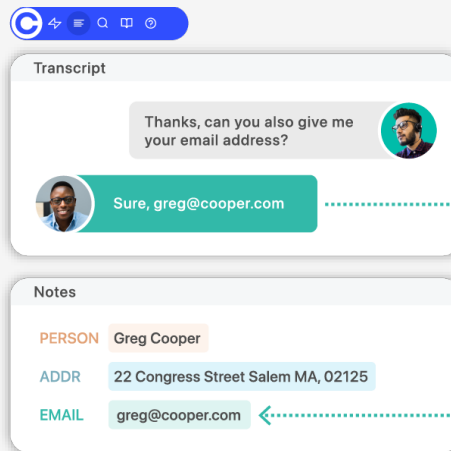 Transcript
Thanks, can you also give me
your email address?
Sure, greg@cooper.com
Notes
PERSON Greg Cooper
ADDR 22 Congress Street Salem MA, 02125
EMAIL greg@cooper.com